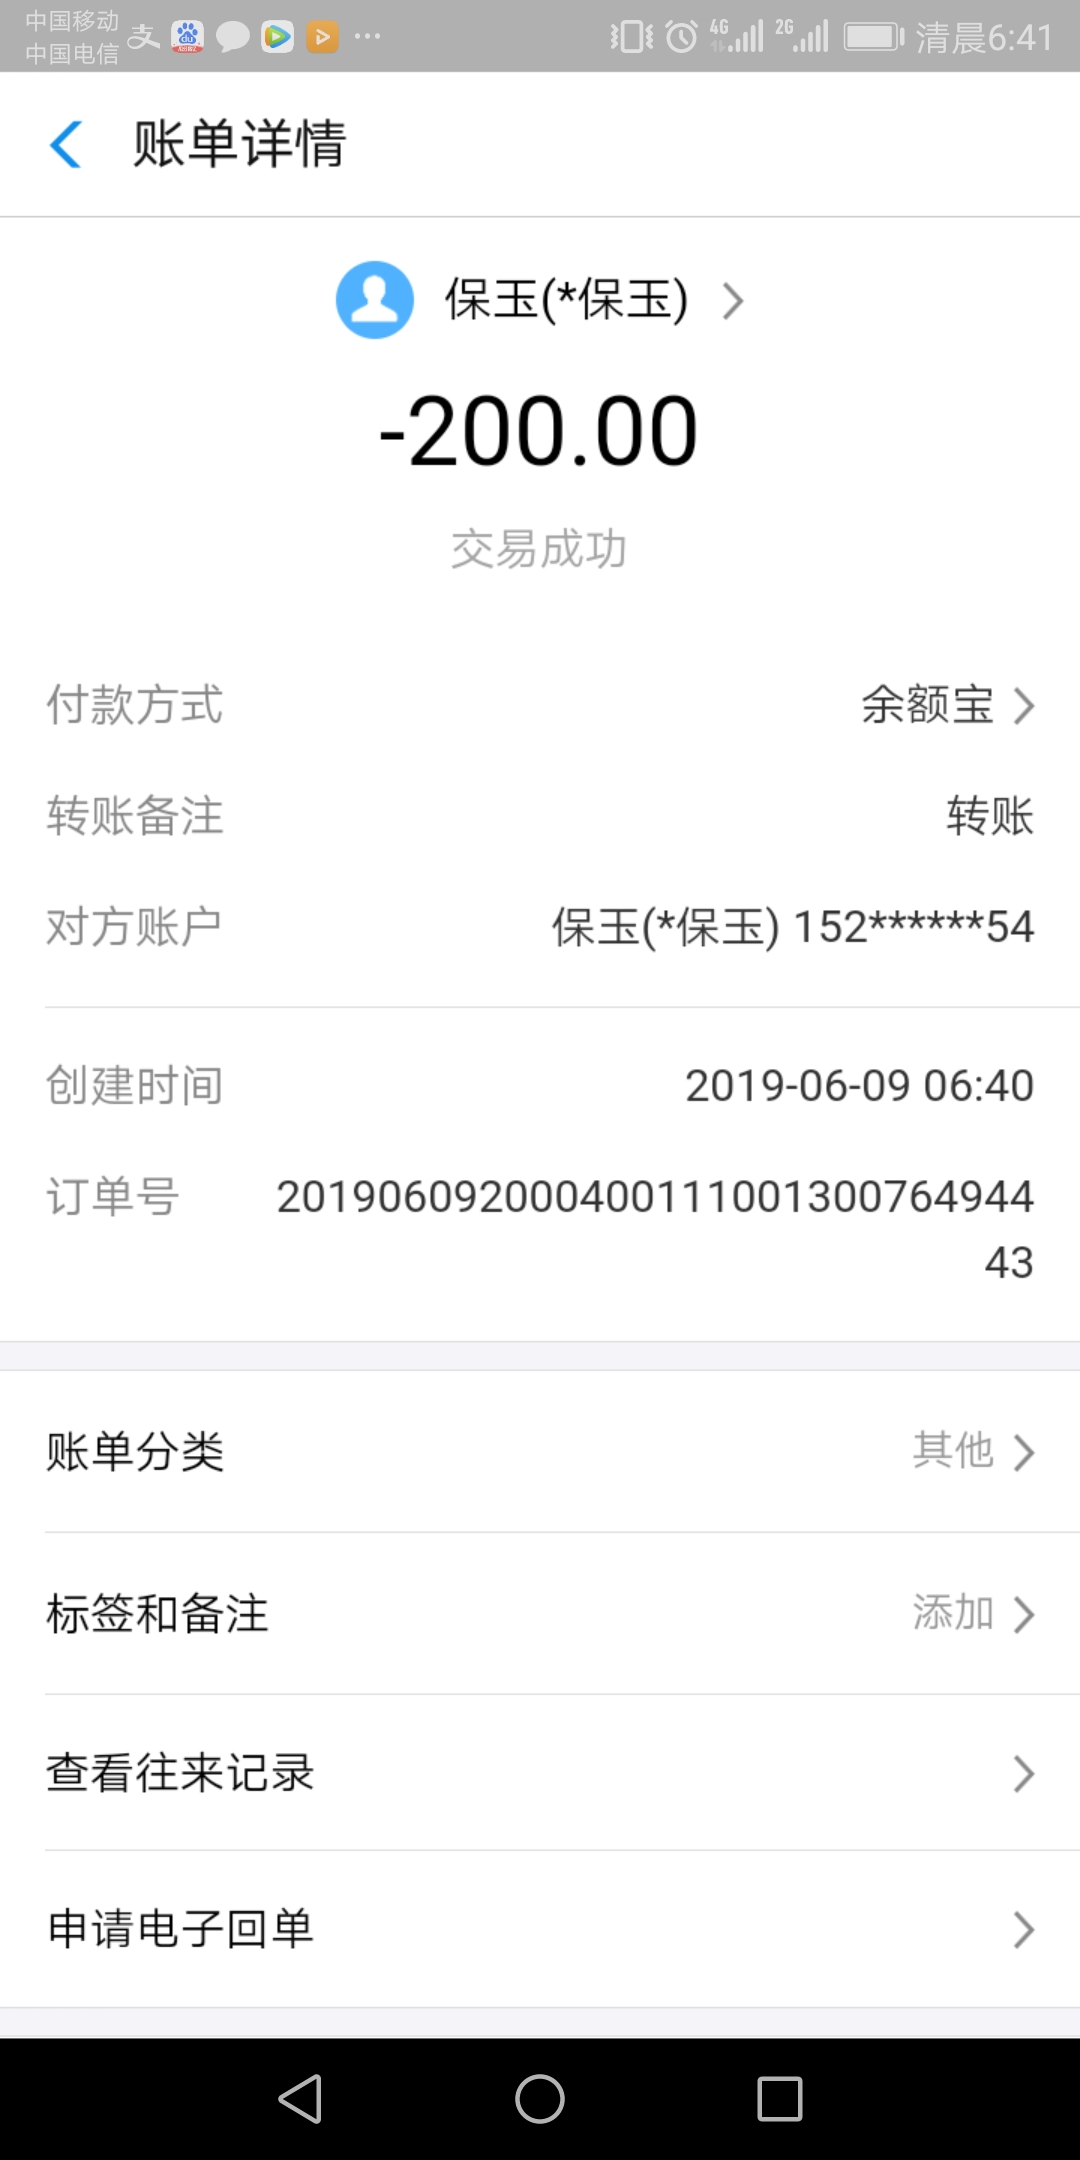 中国移动
中国电信
4G
2G
清晨6:41
账单详情
保玉(*保玉)
-200.00
交易成功
付款方式 余额宝
转账备注 转账
对方账户 保玉(*保玉) 152******54
创建时间 2019-06-09 06:40
订单号 201906092000400111001300764944
43
账单分类 其他
标签和备注 添加
查看往来记录
申请电子回单